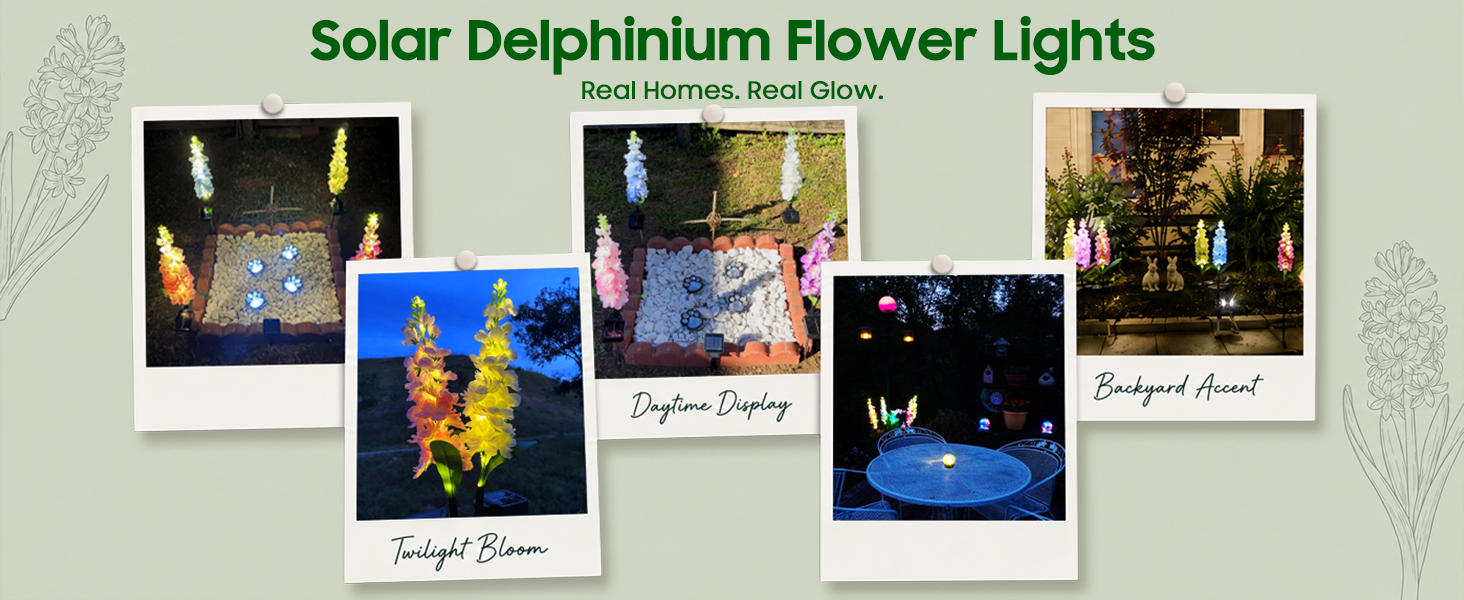 Solar Delphinium Flower Lights
Real Homes. Real Glow.
Daytime Display
Backyard Accent
Twilight Bloom